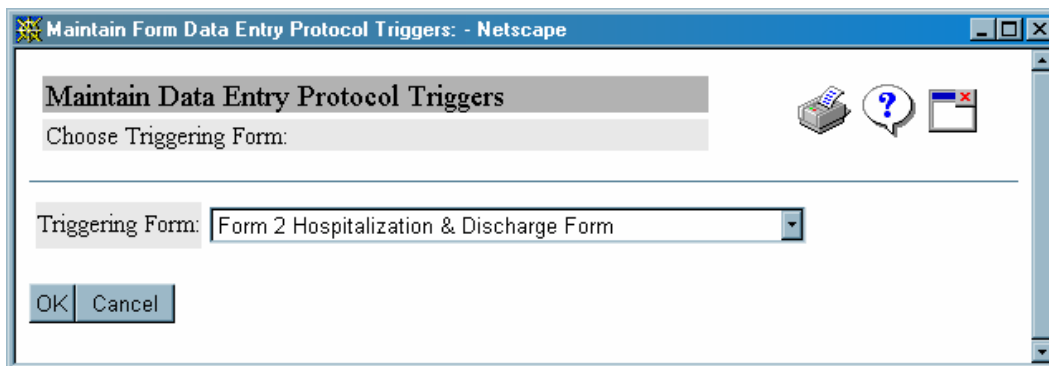 Maintain Form Data Entry Protocol Triggers: - Netscape
Maintain Data Entry Protocol Triggers
Choose Triggering Form:
Triggering Form: Form 2 Hospitalization & Discharge Form
OK Cancel